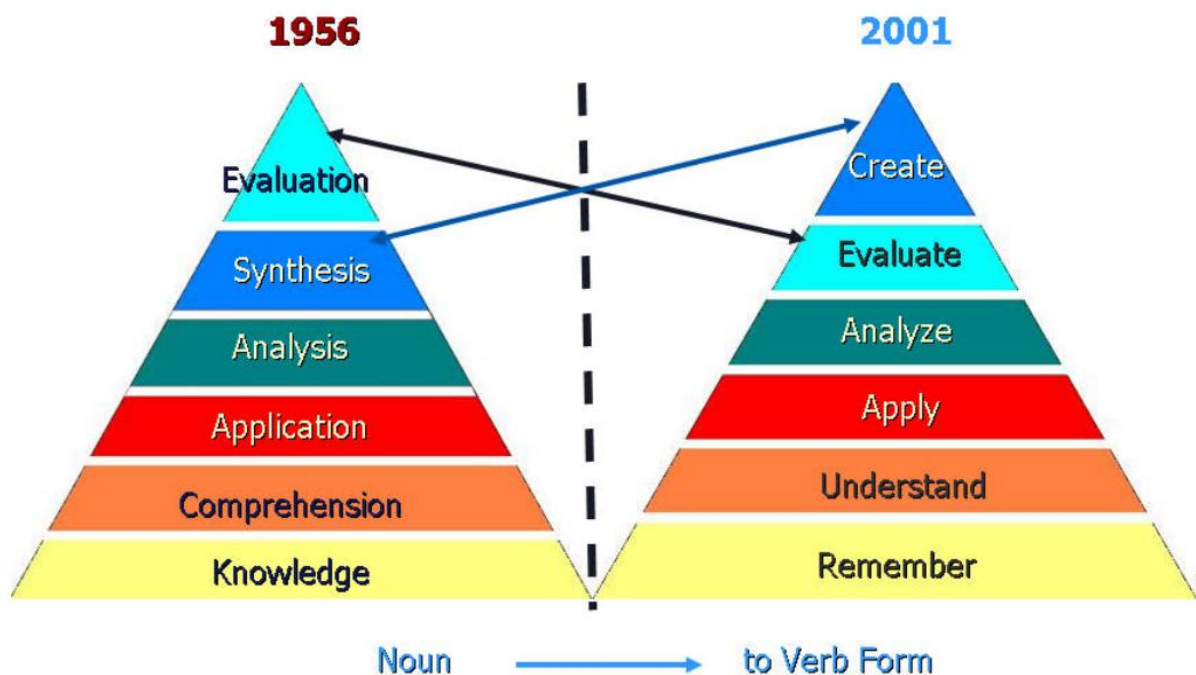 1956
Evaluation
Synthesis
Analysis
Application
Comprehension
Knowledge
2001
Create
Evaluate
Analyze
Apply
Understand
Remember
Noun to Verb Form